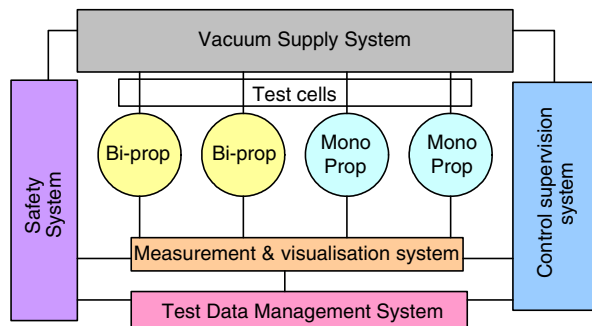 Vacuum Supply System
Test cells
Bi-prop
Bi-prop
Mono
Prop
Mono
Prop
Safety
System
Control supervision
system
Measurement & visualisation system
Test Data Management System